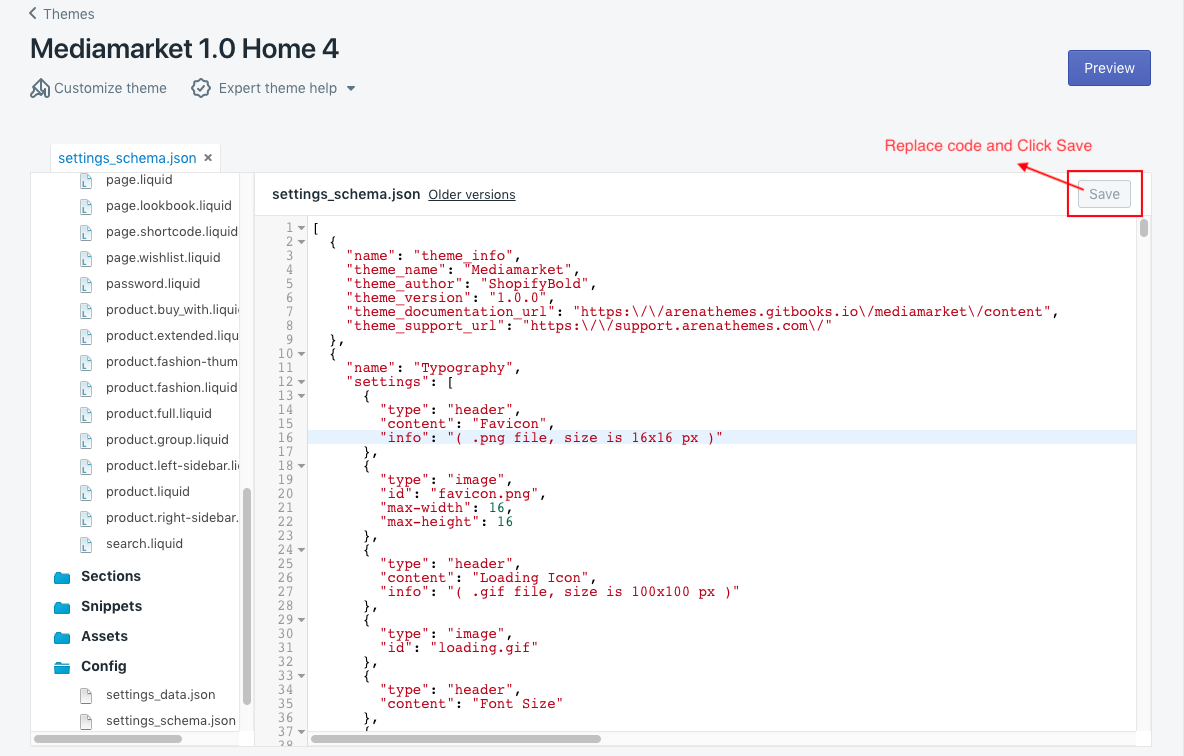 Themes
Mediamarket 1.0 Home 4
Customize theme
Expert theme help
Preview
Replace code and Click Save
settings_schema.json ×
page.liquid
page.lookbook.liquid
page.shortcode.liquid
page.wishlist.liquid
password.liquid
product.buy_with.liqui
product.extended.liqu
product.fashion-thum
product.fashion.liquid
product.full.liquid
product.group.liquid
product.left-sidebar.li
product.liquid
product.right-sidebar.
search.liquid
Sections
Snippets
Assets
Config
settings_data.json
settings_schema.json
settings_schema.json Older versions
Save
1 [
2 {
3 "name": "theme_info",
4 "theme_name": "Mediamarket",
5 "theme_author": "ShopifyBold",
6 "theme_version": "1.0.0",
7 "theme_documentation_url": "https:\/\/arenathemes.gitbooks.io\/mediamarket\/content",
8 "theme_support_url": "https:\/\/support.arenathemes.com\/"
9 },
10 {
11 "name": "Typography",
12 "settings": [
13 {
14 "type": "header",
15 "content": "Favicon",
16 "info": "( .png file, size is 16x16 px )"
17 },
18 {
19 "type": "image",
20 "id": "favicon.png",
21 "max-width": 16,
22 "max-height": 16
23 },
24 {
25 "type": "header",
26 "content": "Loading Icon",
27 "info": "( .gif file, size is 100x100 px )"
28 },
29 {
30 "type": "image",
31 "id": "loading.gif"
32 },
33 {
34 "type": "header",
35 "content": "Font Size"
36 },
37 {
38